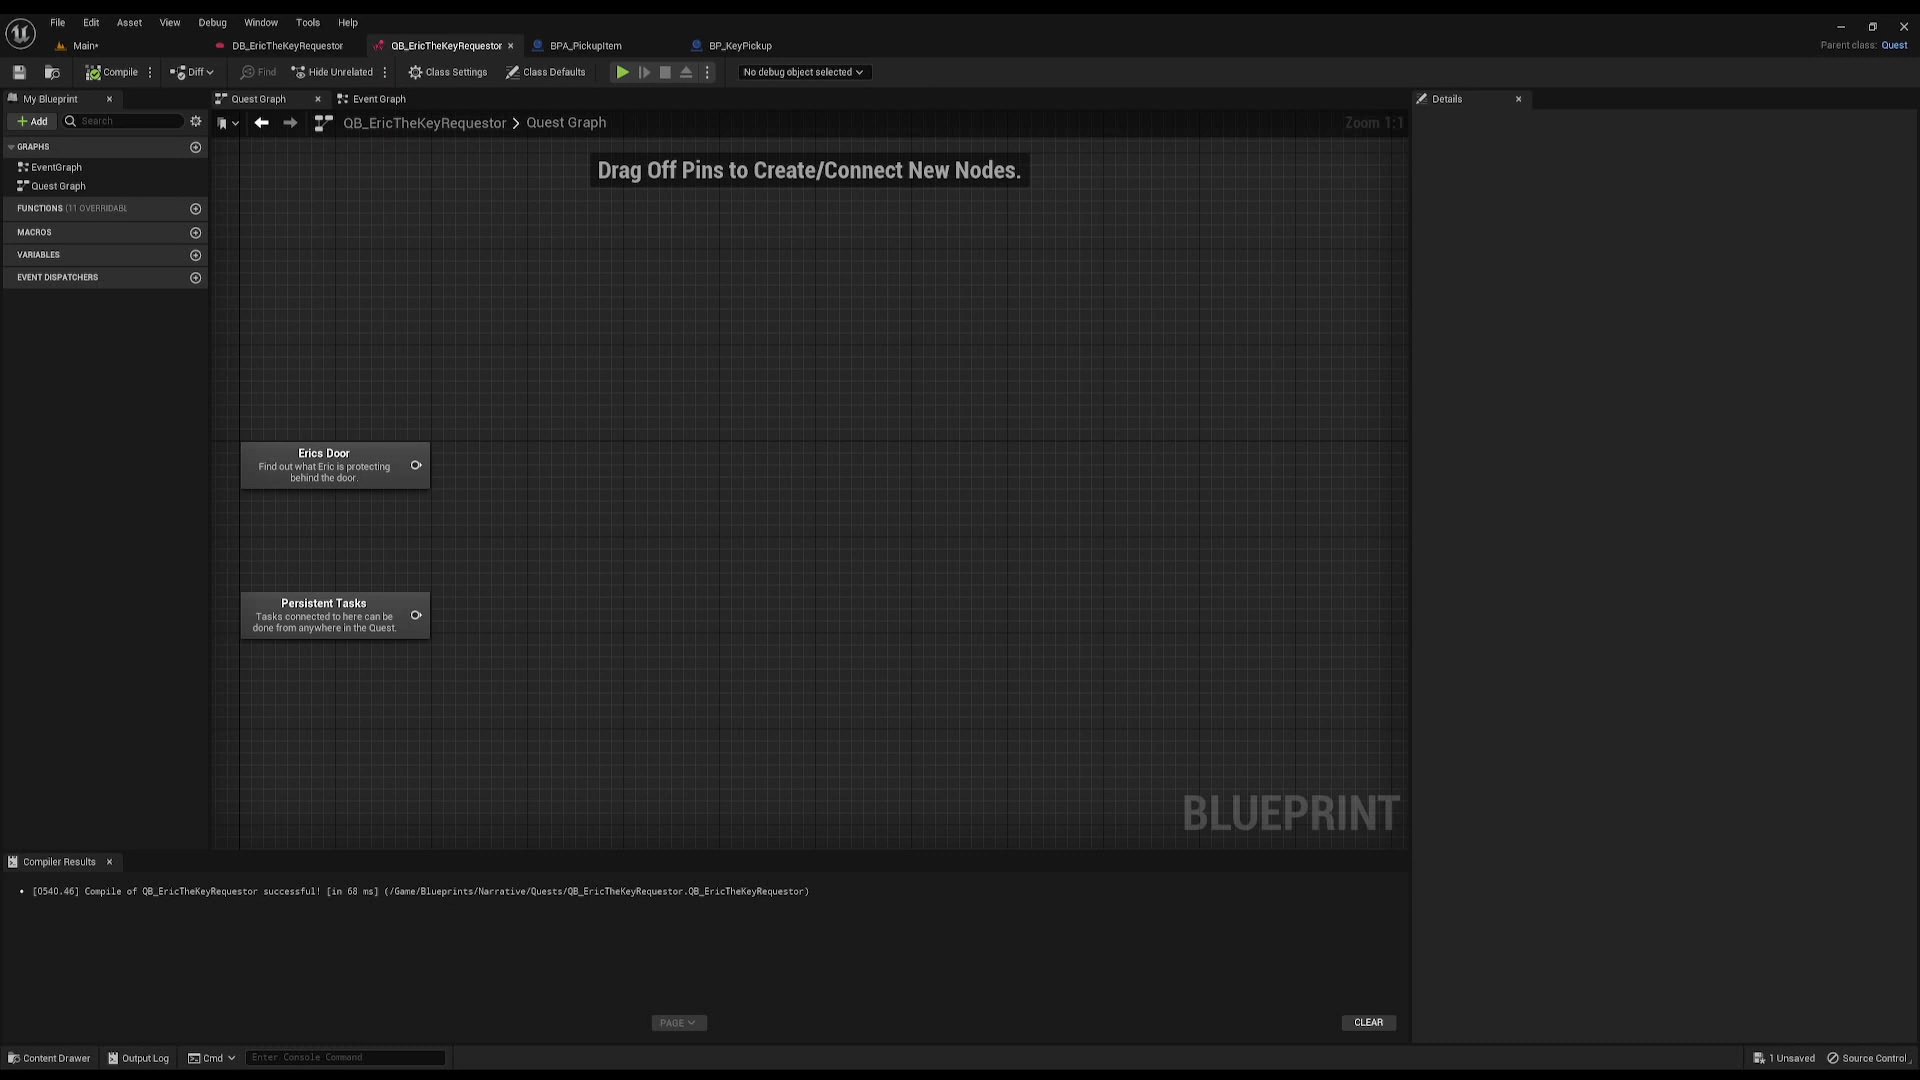 File Edit Asset View Debug Window Tools Help
Main*
DB_EricTheKeyRequestor
QB_EricTheKeyRequestor
BPA_PickupItem
BP_KeyPickup
Parent class: Quest
Compile
Diff
Find
Hide Unrelated
Class Settings
Class Defaults
No debug object selected
My Blueprint
Quest Graph
Event Graph
Details
Add
Search
QB_EricTheKeyRequestor > Quest Graph
Zoom 1:1
GRAPHS
EventGraph
Quest Graph
FUNCTIONS (11 OVERRIDABL
MACROS
VARIABLES
EVENT DISPATCHERS
Drag Off Pins to Create/Connect New Nodes.
Erics Door
Find out what Eric is protecting
behind the door.
Persistent Tasks
Tasks connected to here can be
done from anywhere in the Quest.
BLUEPRINT
Compiler Results
[0540.46] Compile of QB_EricTheKeyRequestor successful! [in 68 ms] (/Game/Blueprints/Narrative/Quests/QB_EricTheKeyRequestor.QB_EricTheKeyRequestor)
PAGE
CLEAR
Content Drawer
Output Log
Cmd
Enter Console Command
1 Unsaved
Source Control